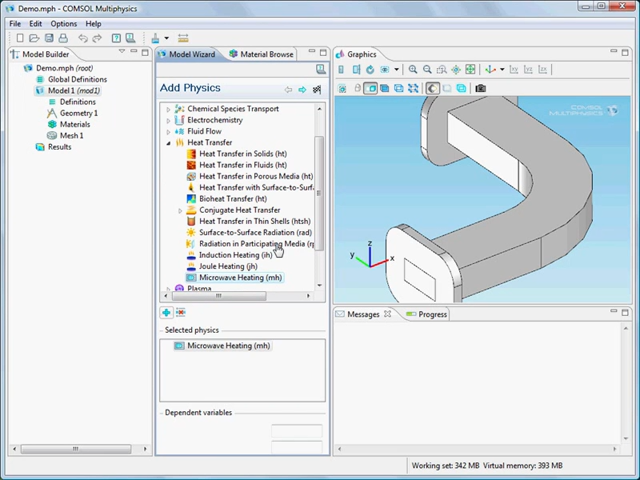 Demo.mph - COMSOL Multiphysics
File Edit Options Help
Model Builder
Demo.mph (root)
Global Definitions
Model 1 (mod1)
Definitions
Geometry 1
Materials
Mesh 1
Results
Model Wizard
Material Browse
Add Physics
Chemical Species Transport
Electrochemistry
Fluid Flow
Heat Transfer
Heat Transfer in Solids (ht)
Heat Transfer in Fluids (ht)
Heat Transfer in Porous Media (ht)
Heat Transfer with Surface-to-Surfa
Bioheat Transfer (ht)
Conjugate Heat Transfer
Heat Transfer in Thin Shells (htsh)
Surface-to-Surface Radiation (rad)
Radiation in Participating Media (r
Induction Heating (ih)
Joule Heating (jh)
Microwave Heating (mh)
Plasma
Selected physics
Microwave Heating (mh)
Dependent variables
Graphics
COMSOL
MULTIPHYSICS
z
y
x
Messages
Progress
Working set: 342 MB Virtual memory: 393 MB